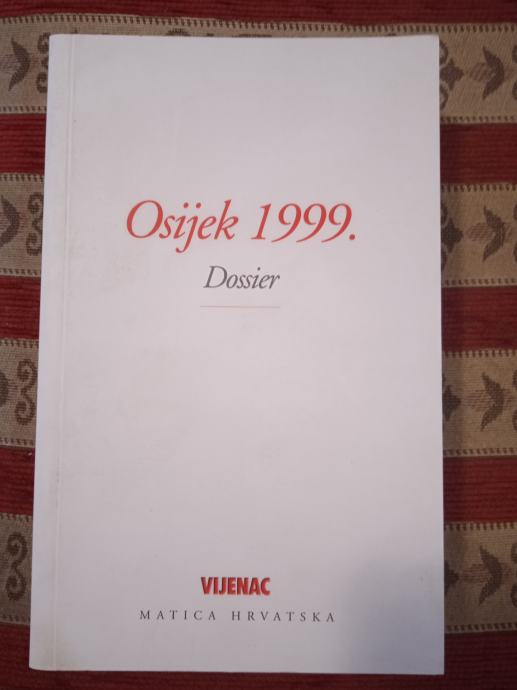 Osijek 1999.
Dossier
VIJENAC
MATICA HRVATSKA